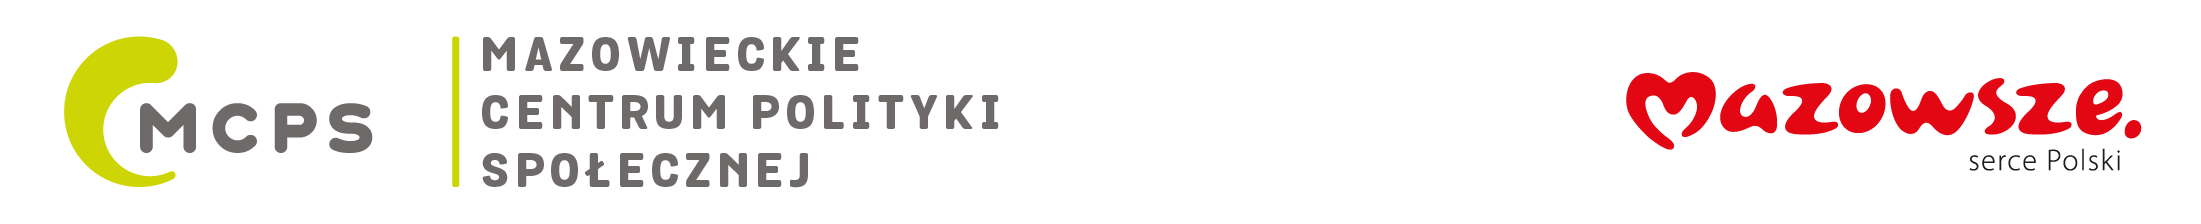 MCPS
MAZOWIECKIE
CENTRUM POLITYKI
SPOŁECZNEJ
Mazowsze.
serce Polski